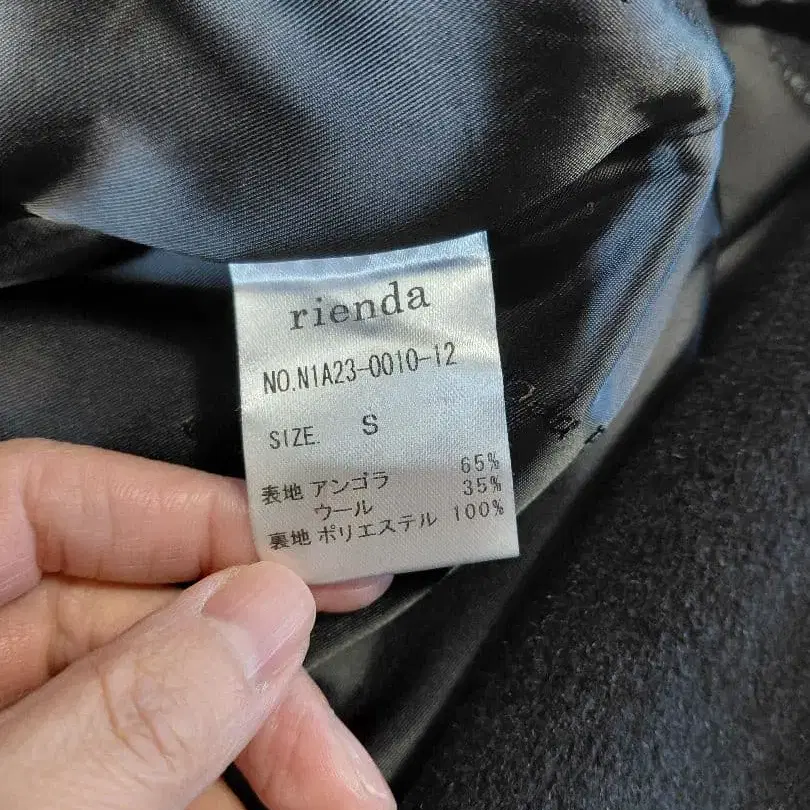 rienda
NO.N1A23-0010-12
SIZE. S
表地 アンゴラ 65%
ウール 35%
裏地 ポリエステル 100%